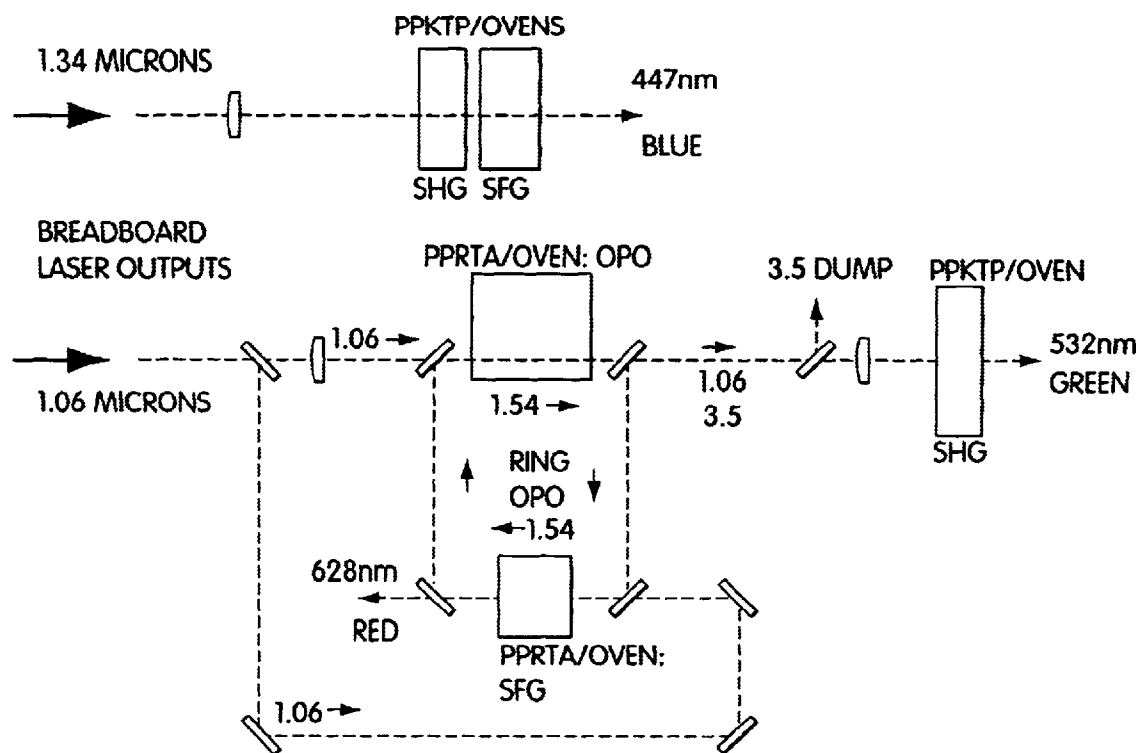 PPKTP/OVENS
1.34 MICRONS
447nm
BLUE
SHG
SFG
BREADBOARD
LASER OUTPUTS
PPRTA/OVEN: OPO
3.5 DUMP
PPKTP/OVEN
1.06
1.06 MICRONS
1.54
1.06
3.5
532nm
GREEN
SHG
RING
OPO
1.54
628nm
RED
PPRTA/OVEN:
SFG
1.06